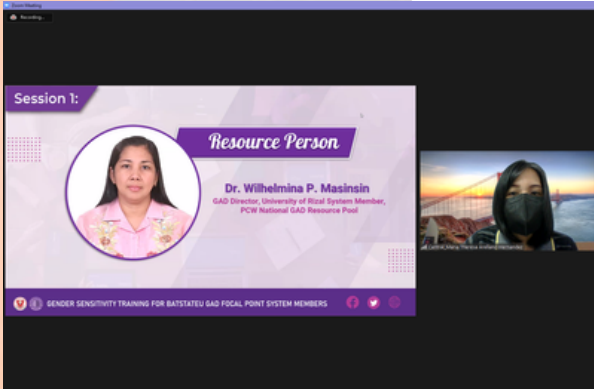 Zoom Meeting
Recording...
Session 1:
Resource Person
Dr. Wilhelmina P. Masinsin
GAD Director, University of Rizal System Member,
PCW National GAD Resource Pool
GENDER SENSITIVITY TRAINING FOR BATSTATEU GAD FOCAL POINT SYSTEM MEMBERS